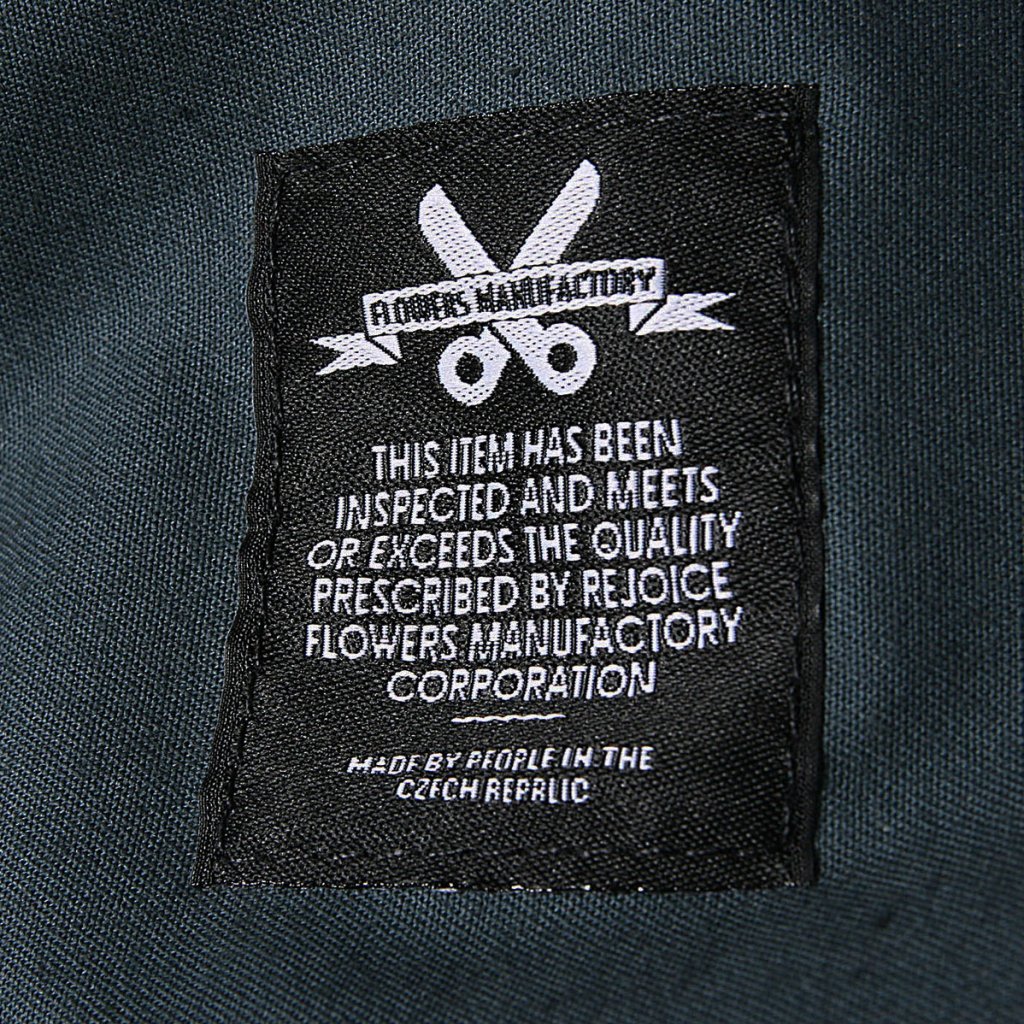 FLOWERS MANUFACTORY
THIS ITEM HAS BEEN
INSPECTED AND MEETS
OR EXCEEDS THE QUALITY
PRESCRIBED BY REJOICE
FLOWERS MANUFACTORY
CORPORATION
MADE BY PEOPLE IN THE
CZECH REPRLIC